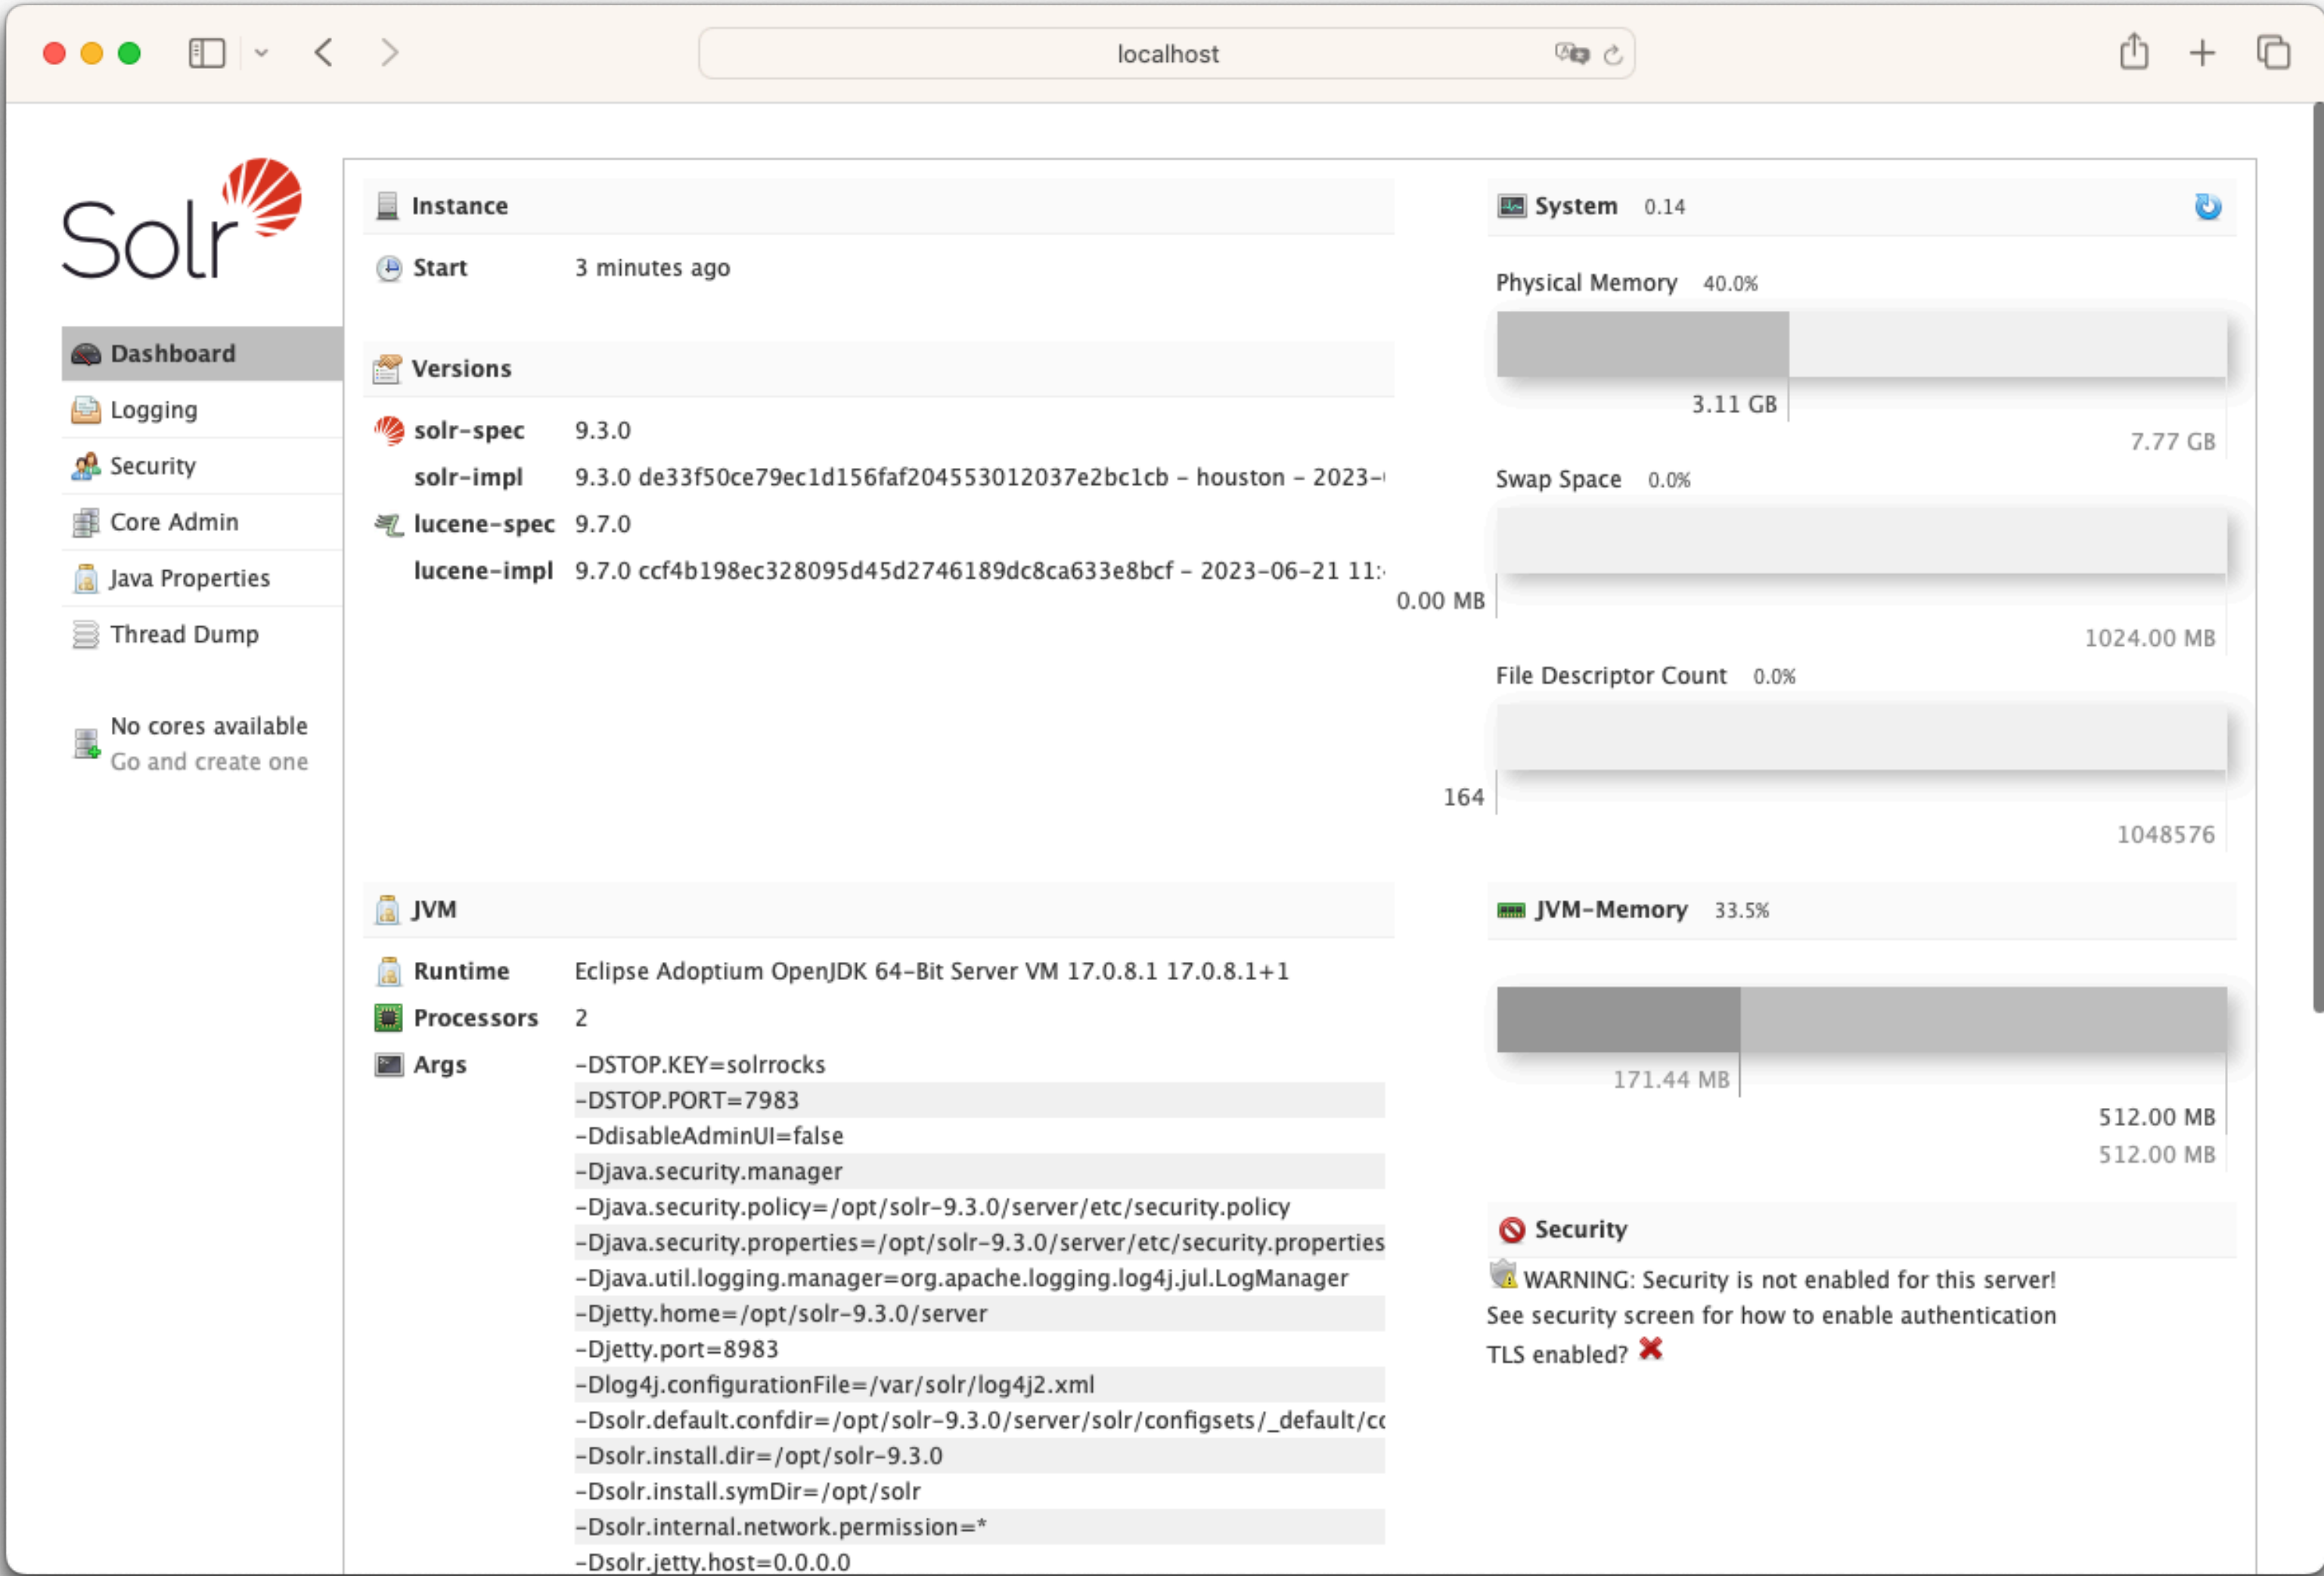 localhost
Solr
Dashboard
Logging
Security
Core Admin
Java Properties
Thread Dump
No cores available
Go and create one
Instance
Start 3 minutes ago
Versions
solr-spec 9.3.0
solr-impl 9.3.0 de33f50ce79ec1d156faf204553012037e2bc1cb - houston - 2023-
lucene-spec 9.7.0
lucene-impl 9.7.0 ccf4b198ec328095d45d2746189dc8ca633e8bcf - 2023-06-21 11:
System 0.14
Physical Memory 40.0%
3.11 GB
7.77 GB
Swap Space 0.0%
0.00 MB
1024.00 MB
File Descriptor Count 0.0%
164
1048576
JVM
Runtime Eclipse Adoptium OpenJDK 64-Bit Server VM 17.0.8.1 17.0.8.1+1
Processors 2
Args -DSTOP.KEY=solrrocks
-DSTOP.PORT=7983
-DdisableAdminUI=false
-Djava.security.manager
-Djava.security.policy=/opt/solr-9.3.0/server/etc/security.policy
-Djava.security.properties=/opt/solr-9.3.0/server/etc/security.properties
-Djava.util.logging.manager=org.apache.logging.log4j.jul.LogManager
-Djetty.home=/opt/solr-9.3.0/server
-Djetty.port=8983
-Dlog4j.configurationFile=/var/solr/log4j2.xml
-Dsolr.default.confdir=/opt/solr-9.3.0/server/solr/configsets/_default/co
-Dsolr.install.dir=/opt/solr-9.3.0
-Dsolr.install.symDir=/opt/solr
-Dsolr.internal.network.permission=*
-Dsolr.jetty.host=0.0.0.0
JVM-Memory 33.5%
171.44 MB
512.00 MB
512.00 MB
Security
WARNING: Security is not enabled for this server!
See security screen for how to enable authentication
TLS enabled?